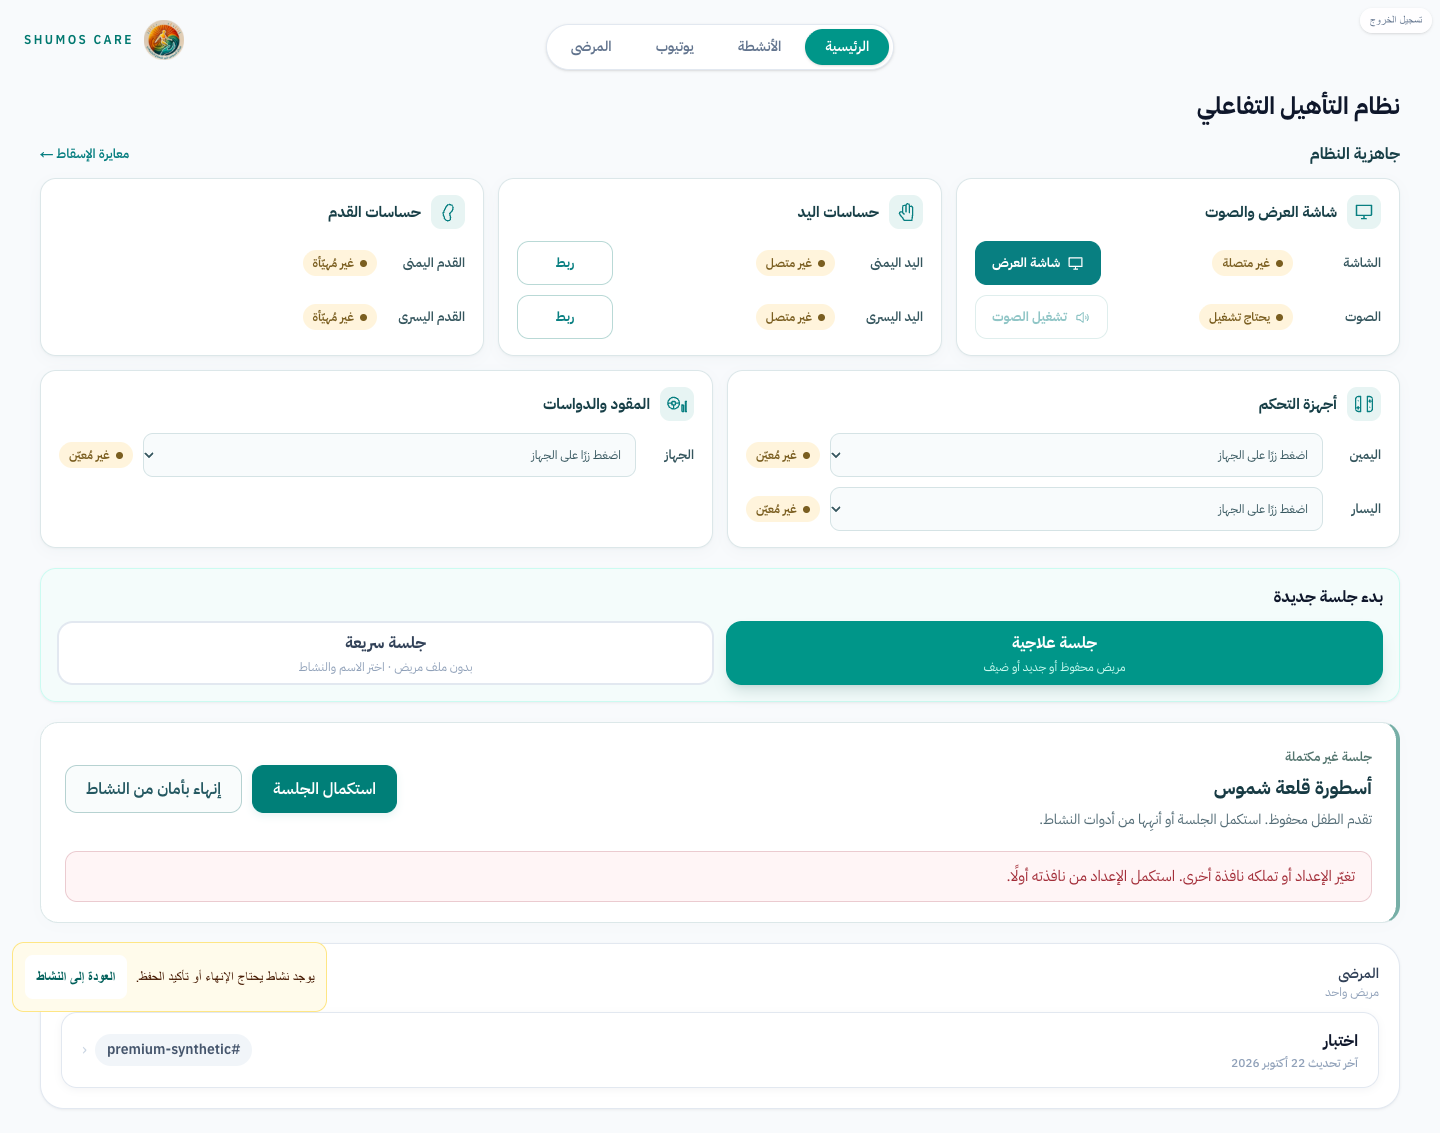 تسجيل الخروج
SHUMOS CARE
الرئيسية
الأنشطة
يوتيوب
المرضى
نظام التأهيل التفاعلي
جاهزية النظام
معايرة الإسقاط ←
شاشة العرض والصوت
الشاشة
غير متصلة
شاشة العرض
الصوت
يحتاج تشغيل
تشغيل الصوت
حساسات اليد
اليد اليمنى
غير متصل
ربط
اليد اليسرى
غير متصل
ربط
حساسات القدم
القدم اليمنى
غير مُهيّأة
القدم اليسرى
غير مُهيّأة
أجهزة التحكم
اليمين
اضغط زرًا على الجهاز
غير مُعيّن
اليسار
اضغط زرًا على الجهاز
غير مُعيّن
المقود والدواسات
الجهاز
اضغط زرًا على الجهاز
غير مُعيّن
بدء جلسة جديدة
جلسة علاجية
مريض محفوظ أو جديد أو ضيف
جلسة سريعة
بدون ملف مريض · اختر الاسم والنشاط
جلسة غير مكتملة
أسطورة قلعة شموس
تقدم الطفل محفوظ. استكمل الجلسة أو أنهِها من أدوات النشاط.
استكمال الجلسة
إنهاء بأمان من النشاط
تغيّر الإعداد أو تملكه نافذة أخرى. استكمل الإعداد من نافذته أولًا.
يوجد نشاط يحتاج الإنهاء أو تأكيد الحفظ.
العودة إلى النشاط
المرضى
مريض واحد
اختبار
آخر تحديث 22 أكتوبر 2026
#premium-synthetic